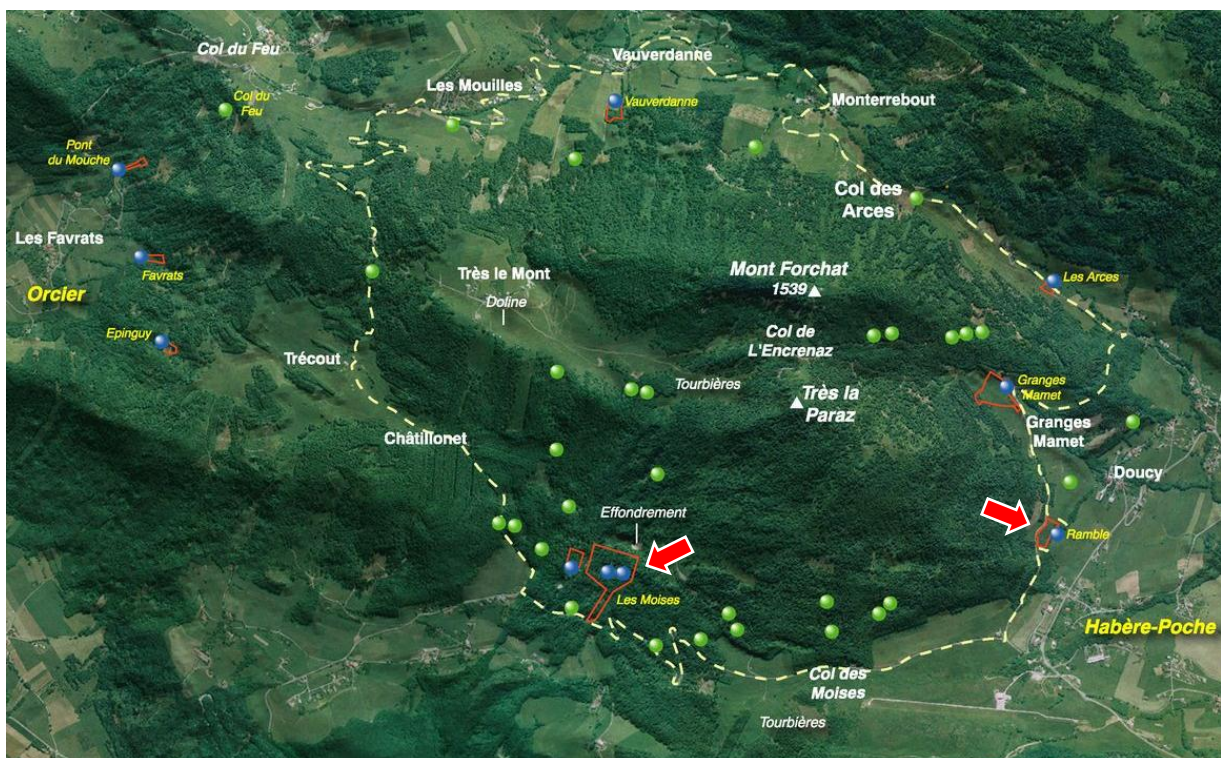 Col du Feu
Vauverdanne
Les Mouilles
Col du
Feu
Vauverdanne
Monterrebout
Pont
du Mouche
Col des
Arces
Les Favrats
Favrats
Très le Mont
Doline
Mont Forchat
1539
Les Arces
Orcier
Epinguy
Trécout
Col de
L'Encrenaz
Tourbières
Très la
Paraz
Granges
Mamet
Granges
Mamet
Châtillonet
Doucy
Effondrement
Ramble
Les Moises
Habère-Poche
Col des
Moises
Tourbières